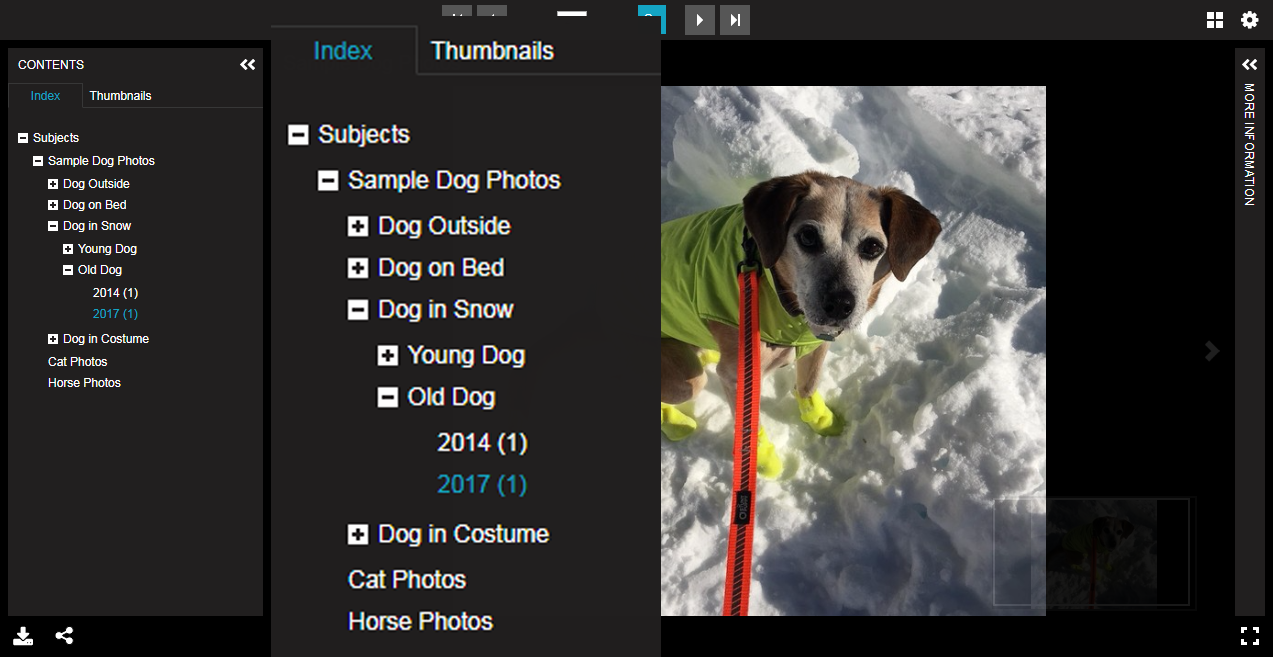 CONTENTS
Index Thumbnails
Subjects
Sample Dog Photos
Dog Outside
Dog on Bed
Dog in Snow
Young Dog
Old Dog
2014 (1)
2017 (1)
Dog in Costume
Cat Photos
Horse Photos
Index Thumbnails
Subjects
Sample Dog Photos
Dog Outside
Dog on Bed
Dog in Snow
Young Dog
Old Dog
2014 (1)
2017 (1)
Dog in Costume
Cat Photos
Horse Photos
MORE INFORMATION